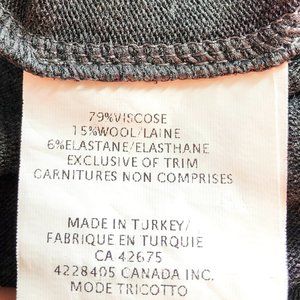 79%VISCOSE
15%WOOL/LAINE
6%ELASTANE/ELASTHANE
EXCLUSIVE OF TRIM
GARNITURES NON COMPRISES
MADE IN TURKEY/
FABRIQUE EN TURQUIE
CA 42675
4228405 CANADA INC.
MODE TRICOTTO